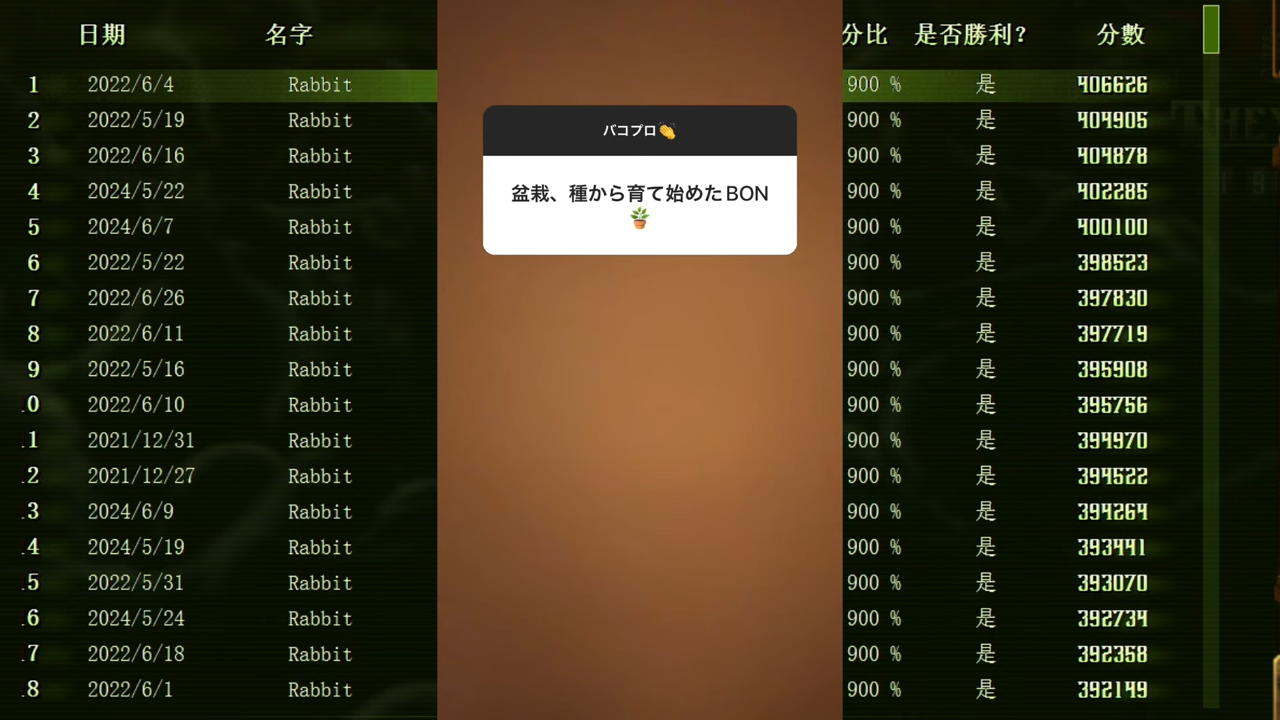 日期 名字 分比 是否勝利? 分數
1 2022/6/4 Rabbit 900 % 是 406626
2 2022/5/19 Rabbit 900 % 是 404905
3 2022/6/16 Rabbit 900 % 是 404878
4 2024/5/22 Rabbit 900 % 是 402285
5 2024/6/7 Rabbit 900 % 是 400100
6 2022/5/22 Rabbit 900 % 是 398523
7 2022/6/26 Rabbit 900 % 是 397830
8 2022/6/11 Rabbit 900 % 是 397719
9 2022/5/16 Rabbit 900 % 是 395908
.0 2022/6/10 Rabbit 900 % 是 395756
.1 2021/12/31 Rabbit 900 % 是 394970
.2 2021/12/27 Rabbit 900 % 是 394522
.3 2024/6/9 Rabbit 900 % 是 394264
.4 2024/5/19 Rabbit 900 % 是 393441
.5 2022/5/31 Rabbit 900 % 是 393070
.6 2024/5/24 Rabbit 900 % 是 392734
.7 2022/6/18 Rabbit 900 % 是 392358
.8 2022/6/1 Rabbit 900 % 是 392149
バコプロ👏
盆栽、種から育て始めたBON
🪴
THEY